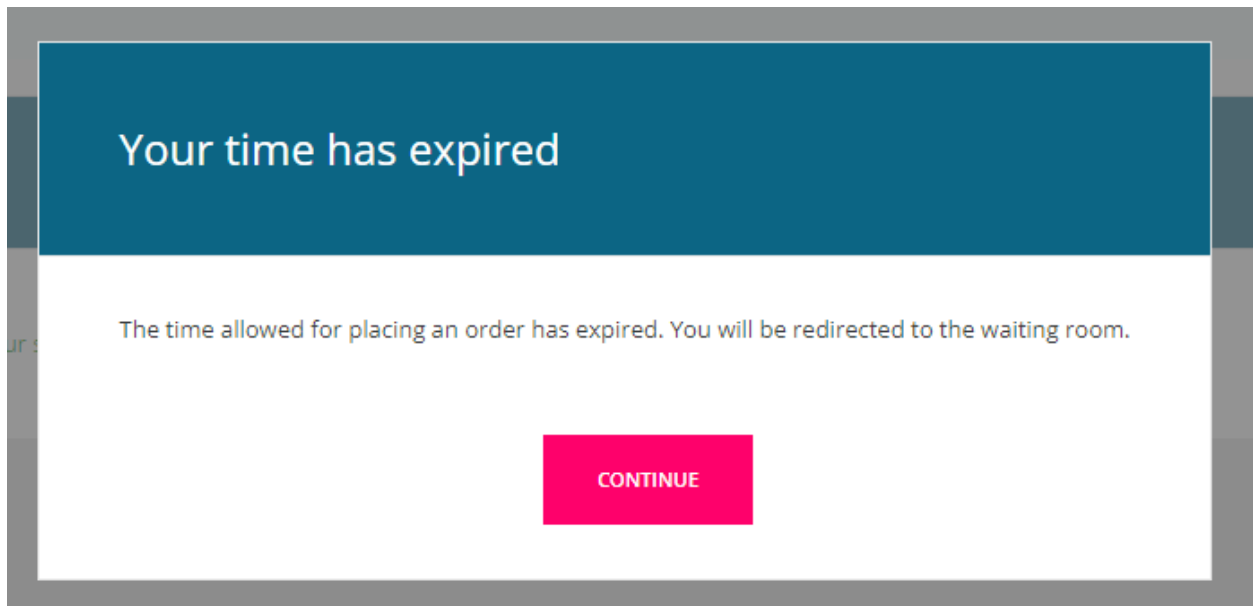 Your time has expired
The time allowed for placing an order has expired. You will be redirected to the waiting room.
CONTINUE